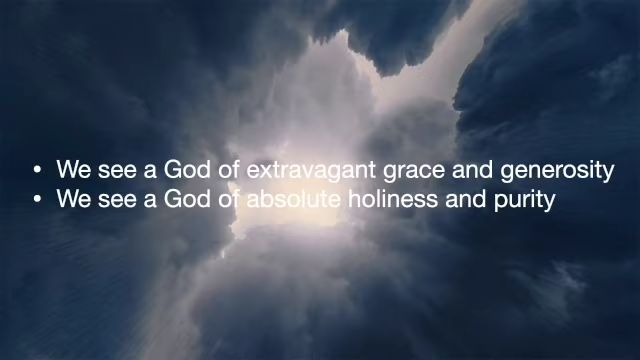 • We see a God of extravagant grace and generosity
• We see a God of absolute holiness and purity